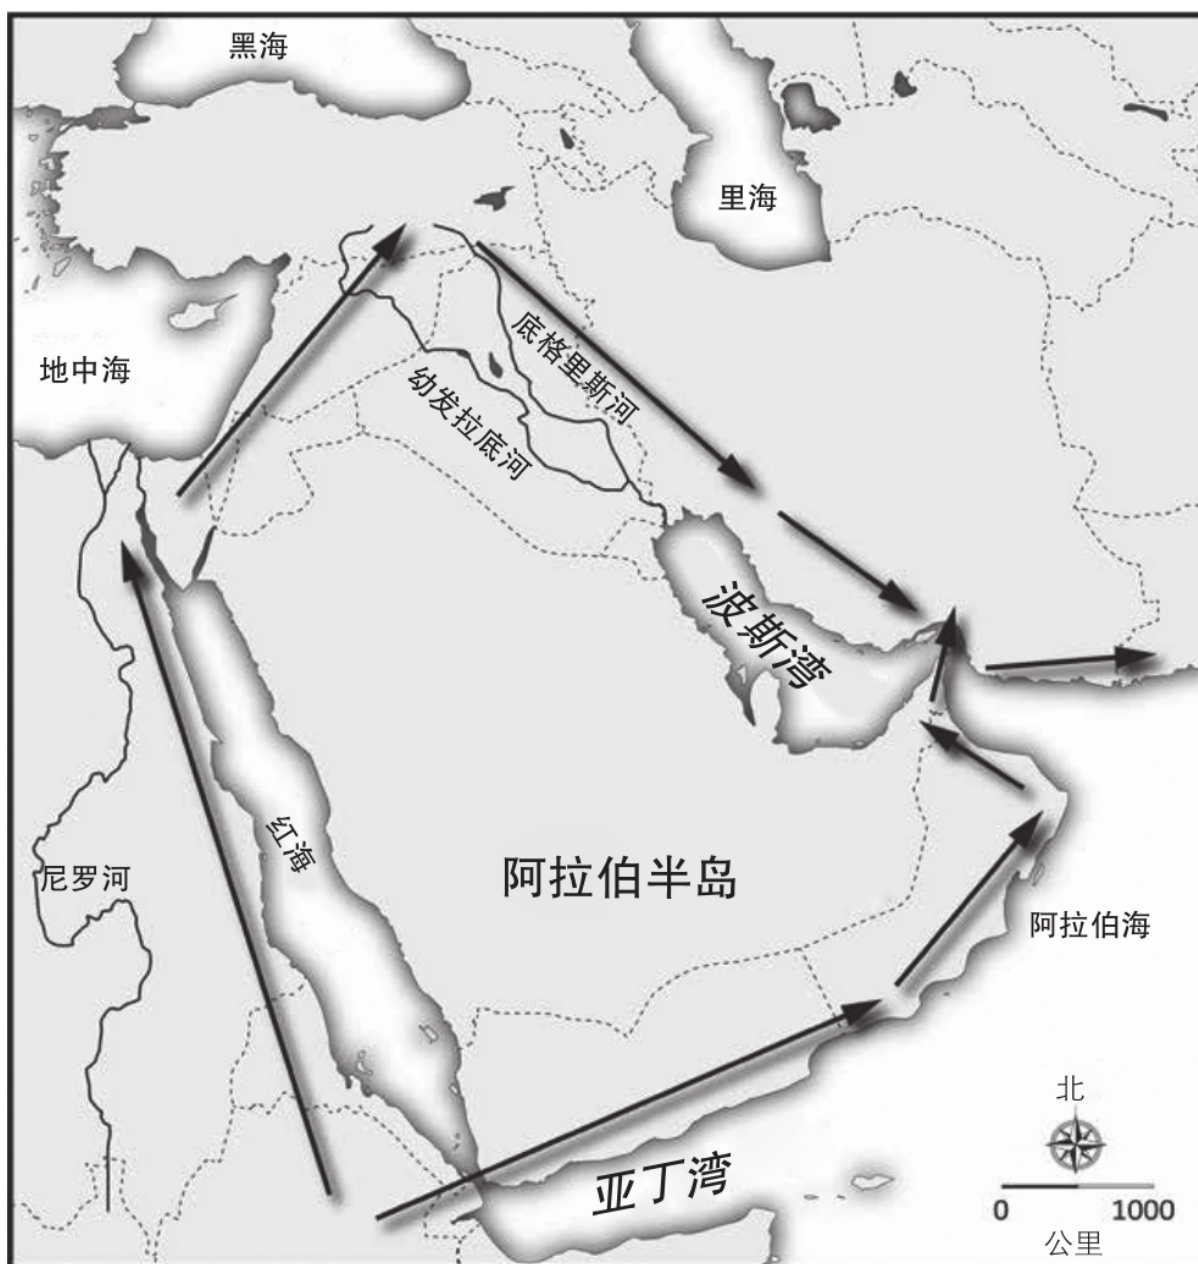 黑海
里海
地中海
底格里斯河
幼发拉底河
波斯湾
红海
尼罗河
阿拉伯半岛
阿拉伯海
亚丁湾
北
0 1000
公里